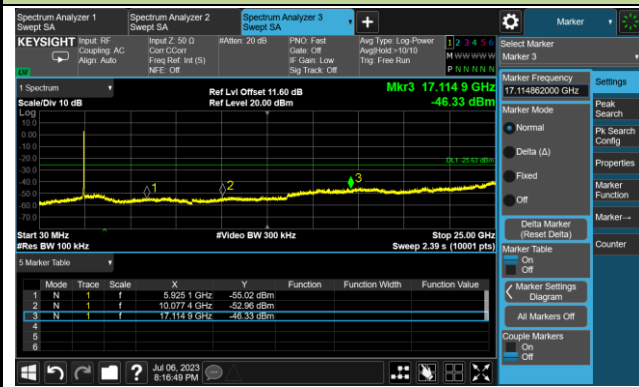 Spectrum Analyzer 1
Swept SA
Spectrum Analyzer 2
Swept SA
Spectrum Analyzer 3
Swept SA
Marker
KEYSIGHT
Input: RF
Coupling: AC
Align: Auto
Input Z: 50 Ω
Corr CCorr
Freq Ref: Int (S)
NFE: Off
#Atten: 20 dB
PNO: Fast
Gate: Off
IF Gain: Low
Sig Track: Off
Avg Type: Log-Power
Avg|Hold:>10/10
Trig: Free Run
1 2 3 4 5 6
M W W W W W
P N N N N N
LXI
Select Marker
Marker 3
1 Spectrum
Scale/Div 10 dB
Ref Lvl Offset 11.60 dB
Ref Level 20.00 dBm
Mkr3 17.114 9 GHz
-46.33 dBm
Log
10.0
0.00
-10.0
-20.0
-30.0
-40.0
-50.0
-60.0
-70.0
DL1 -25.61 dBm
1
2
3
Start 30 MHz
#Res BW 100 kHz
#Video BW 300 kHz
Stop 25.00 GHz
Sweep 2.39 s (10001 pts)
5 Marker Table
Mode Trace Scale X Y Function Function Width Function Value
1 N 1 f 5.925 1 GHz -55.02 dBm
2 N 1 f 10.077 4 GHz -52.96 dBm
3 N 1 f 17.114 9 GHz -46.33 dBm
4
5
6
Marker Frequency
17.114862000 GHz
Marker Mode
Normal
Delta (Δ)
Fixed
Off
Delta Marker
(Reset Delta)
Marker Table
On
Off
Marker Settings
Diagram
All Markers Off
Couple Markers
On
Off
Settings
Peak
Search
Pk Search
Config
Properties
Marker
Function
Marker→
Counter
Jul 06, 2023
8:16:49 PM